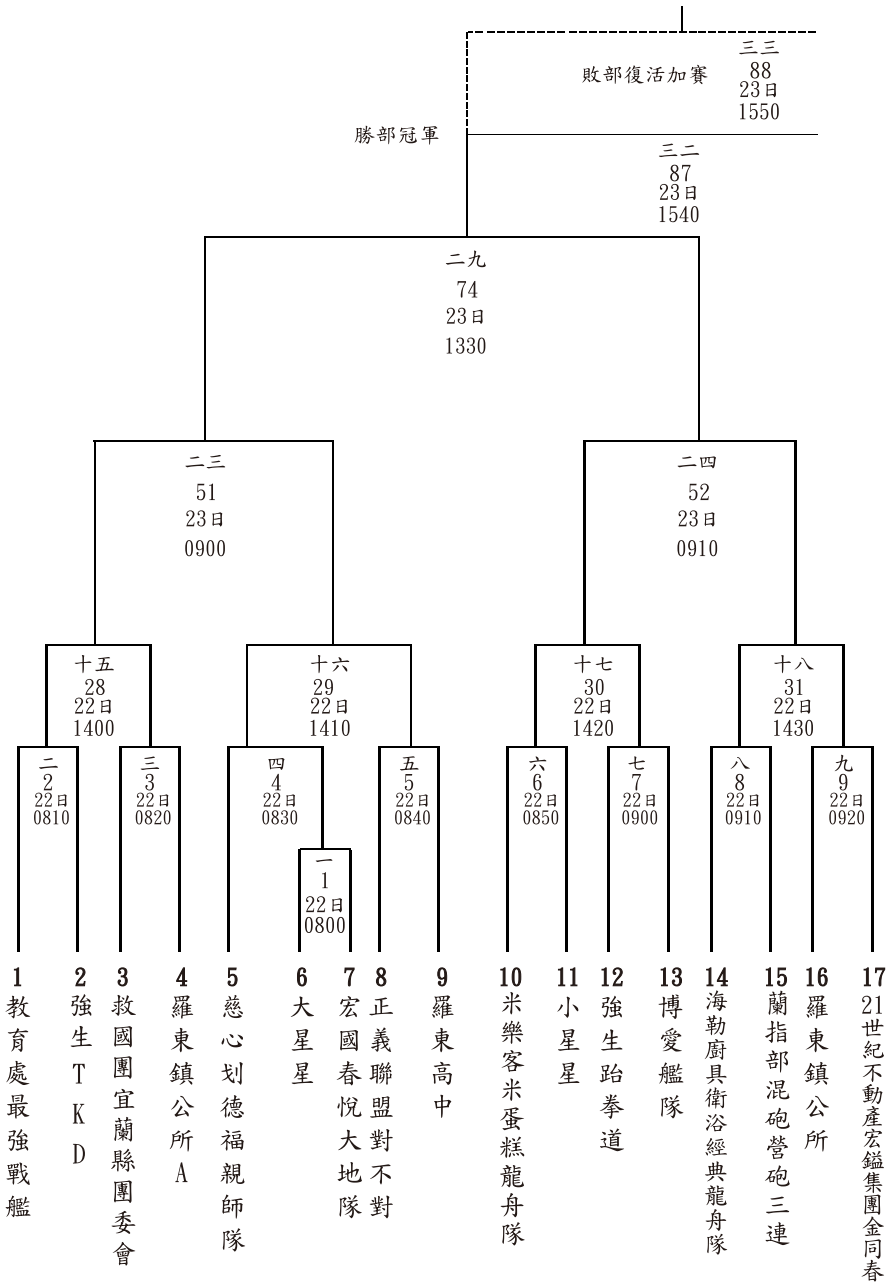 三三
88
23日
1550
敗部復活加賽
勝部冠軍
三二
87
23日
1540
二九
74
23日
1330
二三
51
23日
0900
二四
52
23日
0910
十五
28
22日
1400
十六
29
22日
1410
十七
30
22日
1420
十八
31
22日
1430
二
2
22日
0810
三
3
22日
0820
四
4
22日
0830
五
5
22日
0840
六
6
22日
0850
七
7
22日
0900
八
8
22日
0910
九
9
22日
0920
一
1
22日
0800
1
教育處最強戰艦
2
強生TKD
3
救國團宜蘭縣團委會
4
羅東鎮公所A
5
慈心划德福親師隊
6
大星星
7
宏國春悅大地隊
8
正義聯盟對不對
9
羅東高中
10
米樂客米蛋糕龍舟隊
11
小星星
12
強生跆拳道
13
博愛艦隊
14
海勒廚具衛浴經典龍舟隊
15
蘭指部混砲營砲三連
16
羅東鎮公所
17
21世紀不動產宏鎰集團金同春